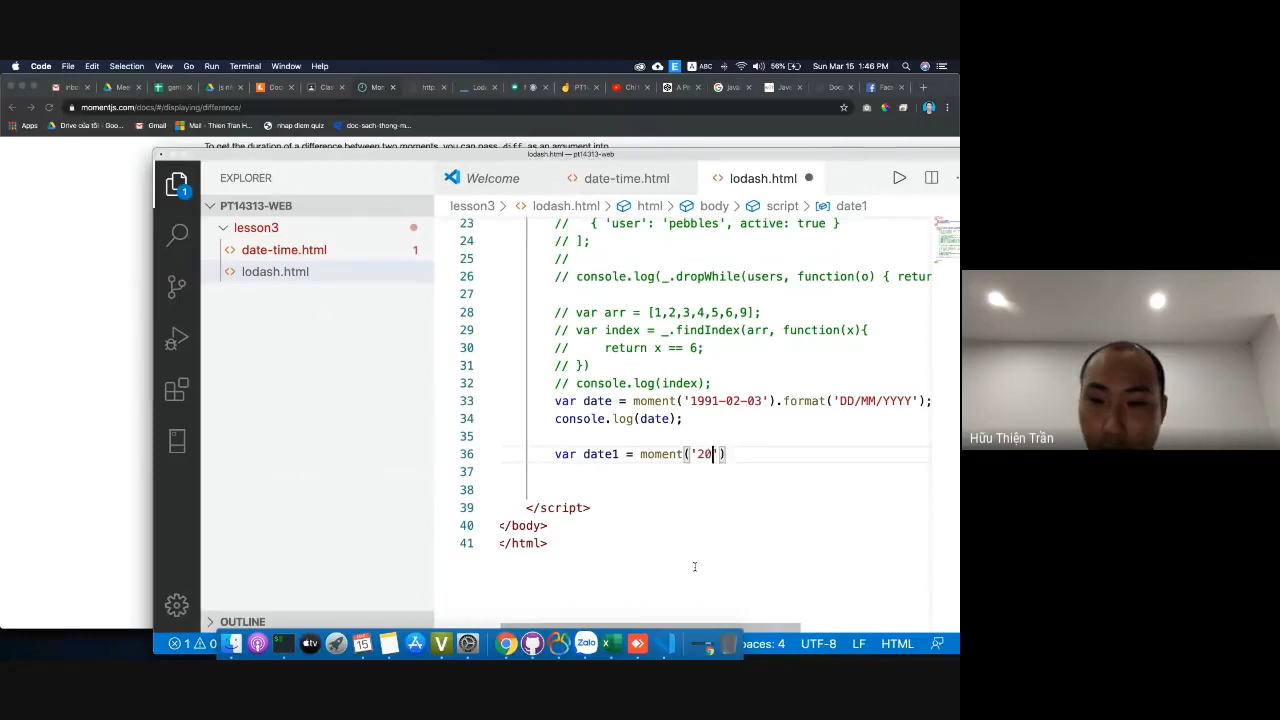 Code File Edit Selection View Go Run Terminal Window Help
ABC 56% Sun Mar 15 1:46 PM
momentjs.com/docs/#/displaying/difference/
Apps Drive của tôi - Goo... Gmail Mail - Thien Tran H... nhap diem quiz doc-sach-thong-m...
To get the duration of a difference between two moments, you can pass diff as an argument into
lodash.html — pt14313-web
EXPLORER
Welcome
date-time.html
lodash.html
PT14313-WEB
lesson3 > lodash.html > html > body > script > date1
lesson3
date-time.html 1
lodash.html
23 // { 'user': 'pebbles', active: true }
24 // ];
25 //
26 // console.log(_.dropWhile(users, function(o) { retur
27
28 // var arr = [1,2,3,4,5,6,9];
29 // var index = _.findIndex(arr, function(x){
30 // return x == 6;
31 // })
32 // console.log(index);
33 var date = moment('1991-02-03').format('DD/MM/YYYY');
34 console.log(date);
35
36 var date1 = moment('20')
37
38
39 </script>
40 </body>
41 </html>
OUTLINE
1 0 paces: 4 UTF-8 LF HTML
Hữu Thiện Trần